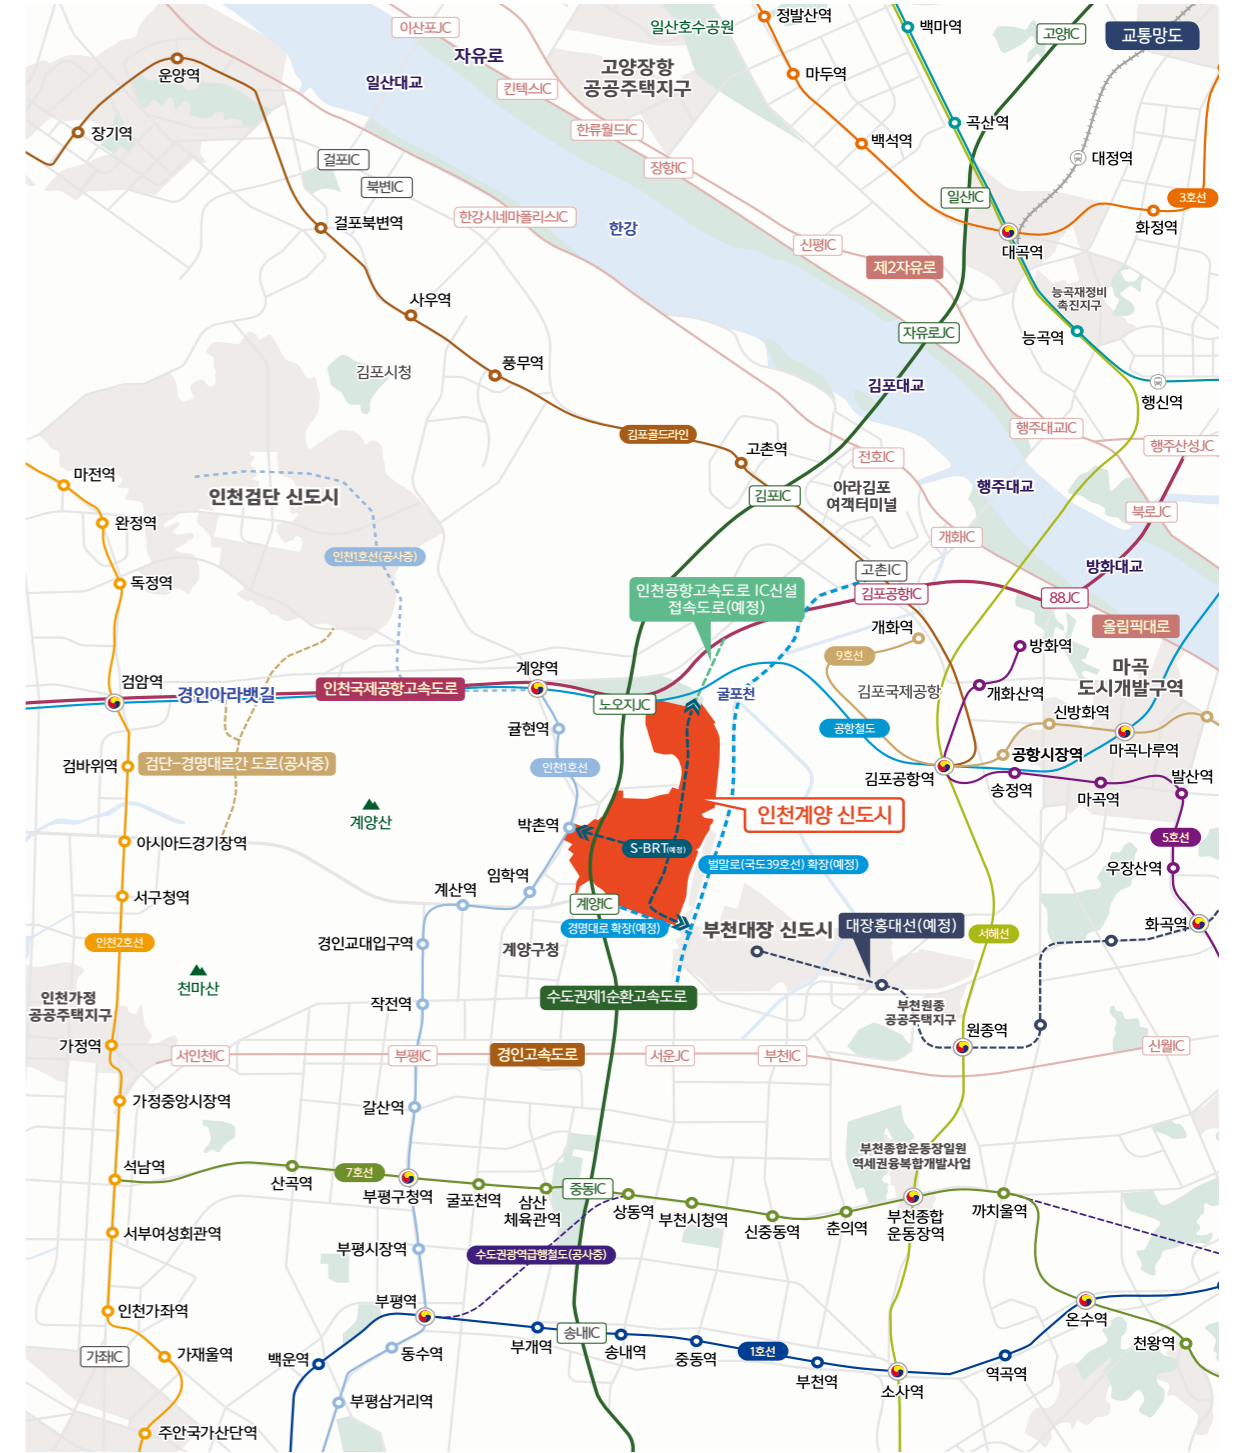 교통망도
이산포JC
자유로
일산대교
킨텍스IC
한류월드IC
장항IC
일산호수공원
고양장항
공공주택지구
정발산역
마두역
백석역
백마역
고양IC
곡산역
대정역
일산IC
3호선
화정역
대곡역
운양역
장기역
걸포IC
북변IC
걸포북변역
한강시네마폴리스IC
한강
신평IC
제2자유로
능곡재정비
촉진지구
능곡역
사우역
자유로JC
풍무역
김포시청
김포대교
행신역
김포골드라인
고촌역
전호IC
행주대교IC
행주산성JC
마전역
인천검단 신도시
김포IC
아라김포
여객터미널
행주대교
완정역
북로JC
개화IC
인천1호선(공사중)
고촌IC
방화대교
독정역
인천공항고속도로 IC신설
접속도로(예정)
김포공항IC
88JC
올림픽대로
개화역
9호선
방화역
마곡
도시개발구역
계양역
검암역
경인아라뱃길
인천국제공항고속도로
노오지JC
굴포천
김포국제공항
개화산역
신방화역
귤현역
공항철도
공항시장역
마곡나루역
검바위역
검단–경명대로간 도로(공사중)
인천1호선
김포공항역
송정역
마곡역
발산역
계양산
인천계양 신도시
박촌역
아시아드경기장역
S-BRT(예정)
5호선
벌말로(국도39호선) 확장(예정)
우장산역
임학역
계산역
서구청역
계양IC
경명대로 확장(예정)
부천대장 신도시
대장홍대선(예정)
화곡역
인천2호선
경인교대입구역
계양구청
서해선
천마산
인천가정
공공주택지구
작전역
수도권제1순환고속도로
부천원종
공공주택지구
원종역
가정역
서인천IC
부평IC
경인고속도로
서운JC
부천IC
신월IC
가정중앙시장역
갈산역
부천종합운동장일원
역세권융복합개발사업
석남역
산곡역
7호선
부평구청역
굴포천역
삼산
체육관역
중동IC
상동역
부천시청역
신중동역
춘의역
부천종합
운동장역
까치울역
서부여성회관역
부평시장역
수도권광역급행철도(공사중)
부평역
인천가좌역
온수역
가좌IC
가재울역
백운역
동수역
부개역
송내IC
송내역
중동역
1호선
부천역
소사역
역곡역
천왕역
부평삼거리역
주안국가산단역